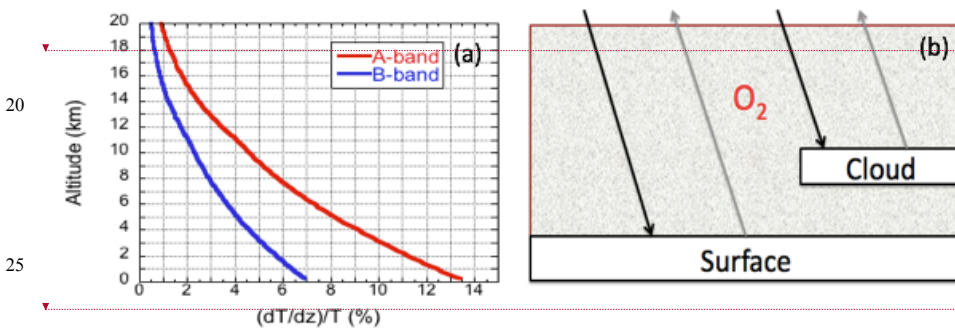 20
25
20
18
16
14
12
10
8
6
4
2
0
Altitude (km)
A-band
B-band
(a)
0 2 4 6 8 10 12 14
(dT/dz)/T (%)
(b)
O2
Cloud
Surface